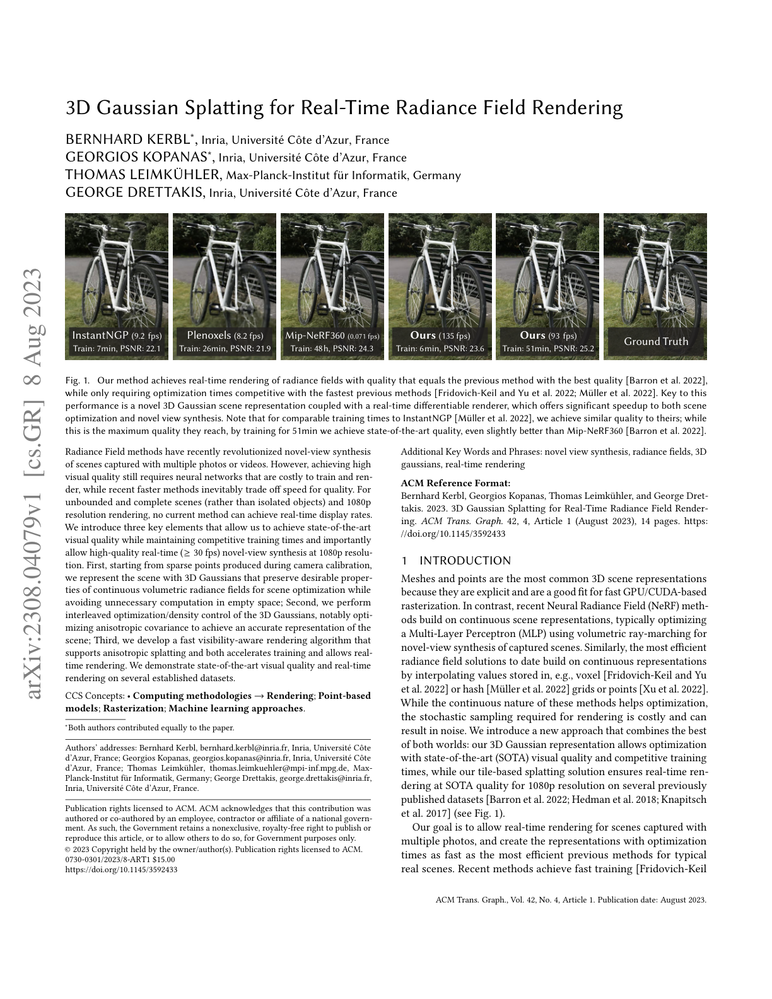 3D Gaussian Splatting for Real-Time Radiance Field Rendering
BERNHARD KERBL*, Inria, Université Côte d'Azur, France
GEORGIOS KOPANAS*, Inria, Université Côte d'Azur, France
THOMAS LEIMKÜHLER, Max-Planck-Institut für Informatik, Germany
GEORGE DRETTAKIS, Inria, Université Côte d'Azur, France
InstantNGP (9.2 fps)
Train: 7min, PSNR: 22.1
Plenoxels (8.2 fps)
Train: 26min, PSNR: 21.9
Mip-NeRF360 (0.071 fps)
Train: 48h, PSNR: 24.3
Ours (135 fps)
Train: 6min, PSNR: 23.6
Ours (93 fps)
Train: 51min, PSNR: 25.2
Ground Truth
Fig. 1. Our method achieves real-time rendering of radiance fields with quality that equals the previous method with the best quality [Barron et al. 2022],
while only requiring optimization times competitive with the fastest previous methods [Fridovich-Keil and Yu et al. 2022; Müller et al. 2022]. Key to this
performance is a novel 3D Gaussian scene representation coupled with a real-time differentiable renderer, which offers significant speedup to both scene
optimization and novel view synthesis. Note that for comparable training times to InstantNGP [Müller et al. 2022], we achieve similar quality to theirs; while
this is the maximum quality they reach, by training for 51min we achieve state-of-the-art quality, even slightly better than Mip-NeRF360 [Barron et al. 2022].
Radiance Field methods have recently revolutionized novel-view synthesis
of scenes captured with multiple photos or videos. However, achieving high
visual quality still requires neural networks that are costly to train and ren-
der, while recent faster methods inevitably trade off speed for quality. For
unbounded and complete scenes (rather than isolated objects) and 1080p
resolution rendering, no current method can achieve real-time display rates.
We introduce three key elements that allow us to achieve state-of-the-art
visual quality while maintaining competitive training times and importantly
allow high-quality real-time (≥ 30 fps) novel-view synthesis at 1080p resolu-
tion. First, starting from sparse points produced during camera calibration,
we represent the scene with 3D Gaussians that preserve desirable proper-
ties of continuous volumetric radiance fields for scene optimization while
avoiding unnecessary computation in empty space; Second, we perform
interleaved optimization/density control of the 3D Gaussians, notably opti-
mizing anisotropic covariance to achieve an accurate representation of the
scene; Third, we develop a fast visibility-aware rendering algorithm that
supports anisotropic splatting and both accelerates training and allows real-
time rendering. We demonstrate state-of-the-art visual quality and real-time
rendering on several established datasets.
CCS Concepts: • Computing methodologies → Rendering; Point-based
models; Rasterization; Machine learning approaches.
*Both authors contributed equally to the paper.
Authors' addresses: Bernhard Kerbl, bernhard.kerbl@inria.fr, Inria, Université Côte
d'Azur, France; Georgios Kopanas, georgios.kopanas@inria.fr, Inria, Université Côte
d'Azur, France; Thomas Leimkühler, thomas.leimkuehler@mpi-inf.mpg.de, Max-
Planck-Institut für Informatik, Germany; George Drettakis, george.drettakis@inria.fr,
Inria, Université Côte d'Azur, France.
Publication rights licensed to ACM. ACM acknowledges that this contribution was
authored or co-authored by an employee, contractor or affiliate of a national govern-
ment. As such, the Government retains a nonexclusive, royalty-free right to publish or
reproduce this article, or to allow others to do so, for Government purposes only.
© 2023 Copyright held by the owner/author(s). Publication rights licensed to ACM.
0730-0301/2023/8-ART1 $15.00
https://doi.org/10.1145/3592433
Additional Key Words and Phrases: novel view synthesis, radiance fields, 3D
gaussians, real-time rendering
ACM Reference Format:
Bernhard Kerbl, Georgios Kopanas, Thomas Leimkühler, and George Dret-
takis. 2023. 3D Gaussian Splatting for Real-Time Radiance Field Render-
ing. ACM Trans. Graph. 42, 4, Article 1 (August 2023), 14 pages. https:
//doi.org/10.1145/3592433
1 INTRODUCTION
Meshes and points are the most common 3D scene representations
because they are explicit and are a good fit for fast GPU/CUDA-based
rasterization. In contrast, recent Neural Radiance Field (NeRF) meth-
ods build on continuous scene representations, typically optimizing
a Multi-Layer Perceptron (MLP) using volumetric ray-marching for
novel-view synthesis of captured scenes. Similarly, the most efficient
radiance field solutions to date build on continuous representations
by interpolating values stored in, e.g., voxel [Fridovich-Keil and Yu
et al. 2022] or hash [Müller et al. 2022] grids or points [Xu et al. 2022].
While the continuous nature of these methods helps optimization,
the stochastic sampling required for rendering is costly and can
result in noise. We introduce a new approach that combines the best
of both worlds: our 3D Gaussian representation allows optimization
with state-of-the-art (SOTA) visual quality and competitive training
times, while our tile-based splatting solution ensures real-time ren-
dering at SOTA quality for 1080p resolution on several previously
published datasets [Barron et al. 2022; Hedman et al. 2018; Knapitsch
et al. 2017] (see Fig. 1).
Our goal is to allow real-time rendering for scenes captured with
multiple photos, and create the representations with optimization
times as fast as the most efficient previous methods for typical
real scenes. Recent methods achieve fast training [Fridovich-Keil
ACM Trans. Graph., Vol. 42, No. 4, Article 1. Publication date: August 2023.
arXiv:2308.04079v1 [cs.GR] 8 Aug 2023